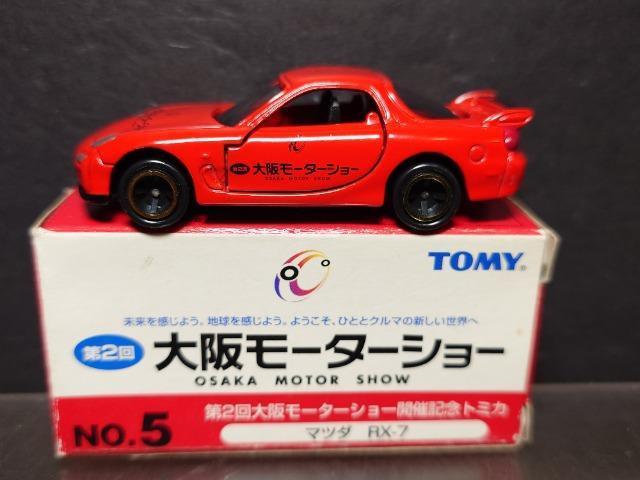 第2回 大阪モーターショー
OSAKA MOTOR SHOW
TOMY
未来を感じよう。地球を感じよう。ようこそ、ひととクルマの新しい世界へ
第2回 大阪モーターショー
OSAKA MOTOR SHOW
第2回大阪モーターショー開催記念トミカ
NO.5 マツダ RX-7